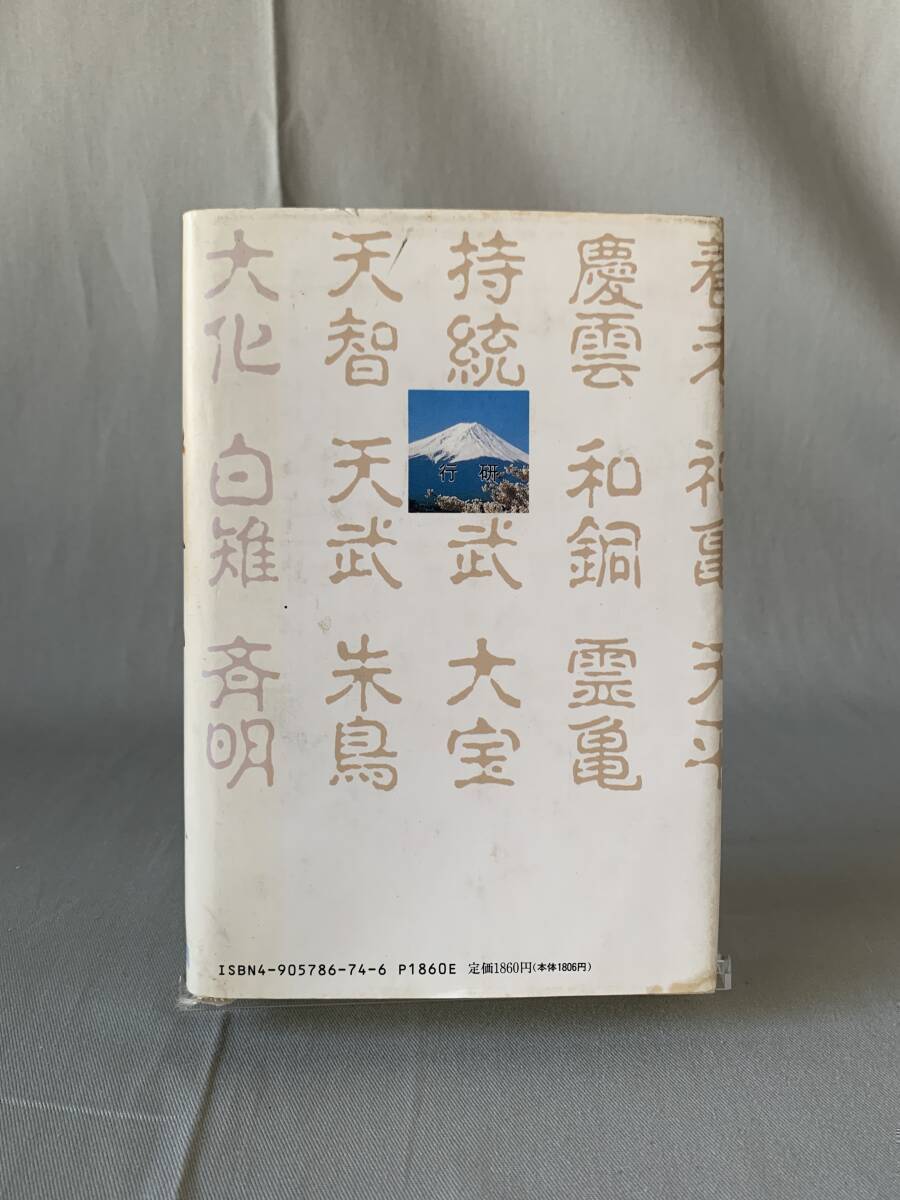 大化 白雉 斉明
天智 天武 朱鳥
持統 武 大宝
慶雲 和銅 霊亀
行研
ISBN4-905786-74-6 P1860E 定価1860円(本体1806円)